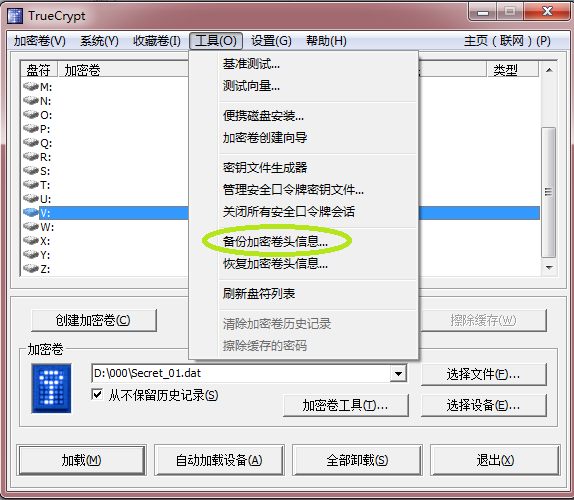 TrueCrypt
加密卷(V) 系统(Y) 收藏卷(I) 工具(O) 设置(G) 帮助(H) 主页（联网）(P)
盘符 加密卷 类型
M:
N:
O:
P:
Q:
R:
S:
T:
U:
V:
W:
X:
Y:
Z:
基准测试...
测试向量...
便携磁盘安装...
加密卷创建向导
密钥文件生成器
管理安全口令牌密钥文件...
关闭所有安全口令牌会话
备份加密卷头信息...
恢复加密卷头信息...
刷新盘符列表
清除加密卷历史记录
擦除缓存的密码
创建加密卷(C) 擦除缓存(W)
加密卷
D:\000\Secret_01.dat 选择文件(F)...
从不保留历史记录(S) 加密卷工具(T)... 选择设备(E)...
加载(M) 自动加载设备(A) 全部卸载(S) 退出(X)